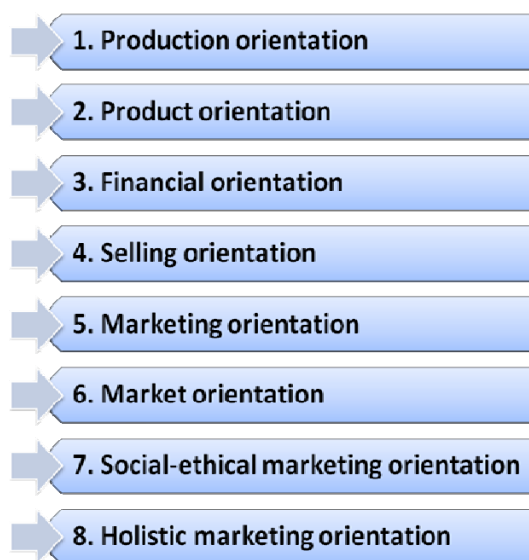 1. Production orientation
2. Product orientation
3. Financial orientation
4. Selling orientation
5. Marketing orientation
6. Market orientation
7. Social-ethical marketing orientation
8. Holistic marketing orientation